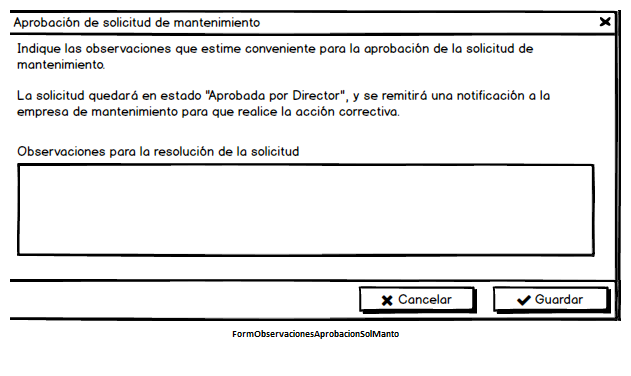 Aprobación de solicitud de mantenimiento
Indique las observaciones que estime conveniente para la aprobación de la solicitud de
mantenimiento.
La solicitud quedará en estado "Aprobada por Director", y se remitirá una notificación a la
empresa de mantenimiento para que realice la acción correctiva.
Observaciones para la resolución de la solicitud
Cancelar
Guardar
FormObservacionesAprobacionSolManto